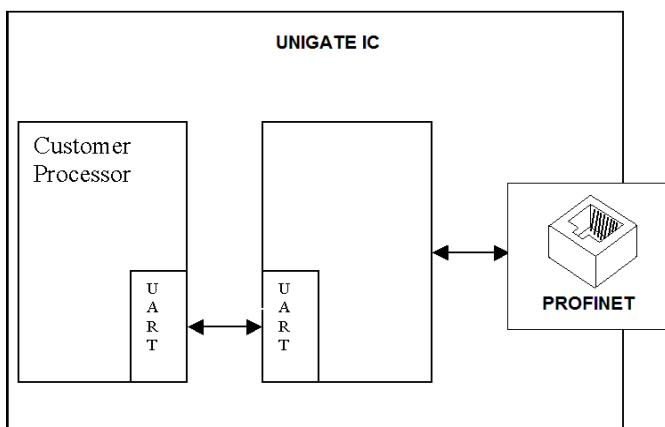 UNIGATE IC
Customer
Processor
U
A
R
T
U
A
R
T
PROFINET